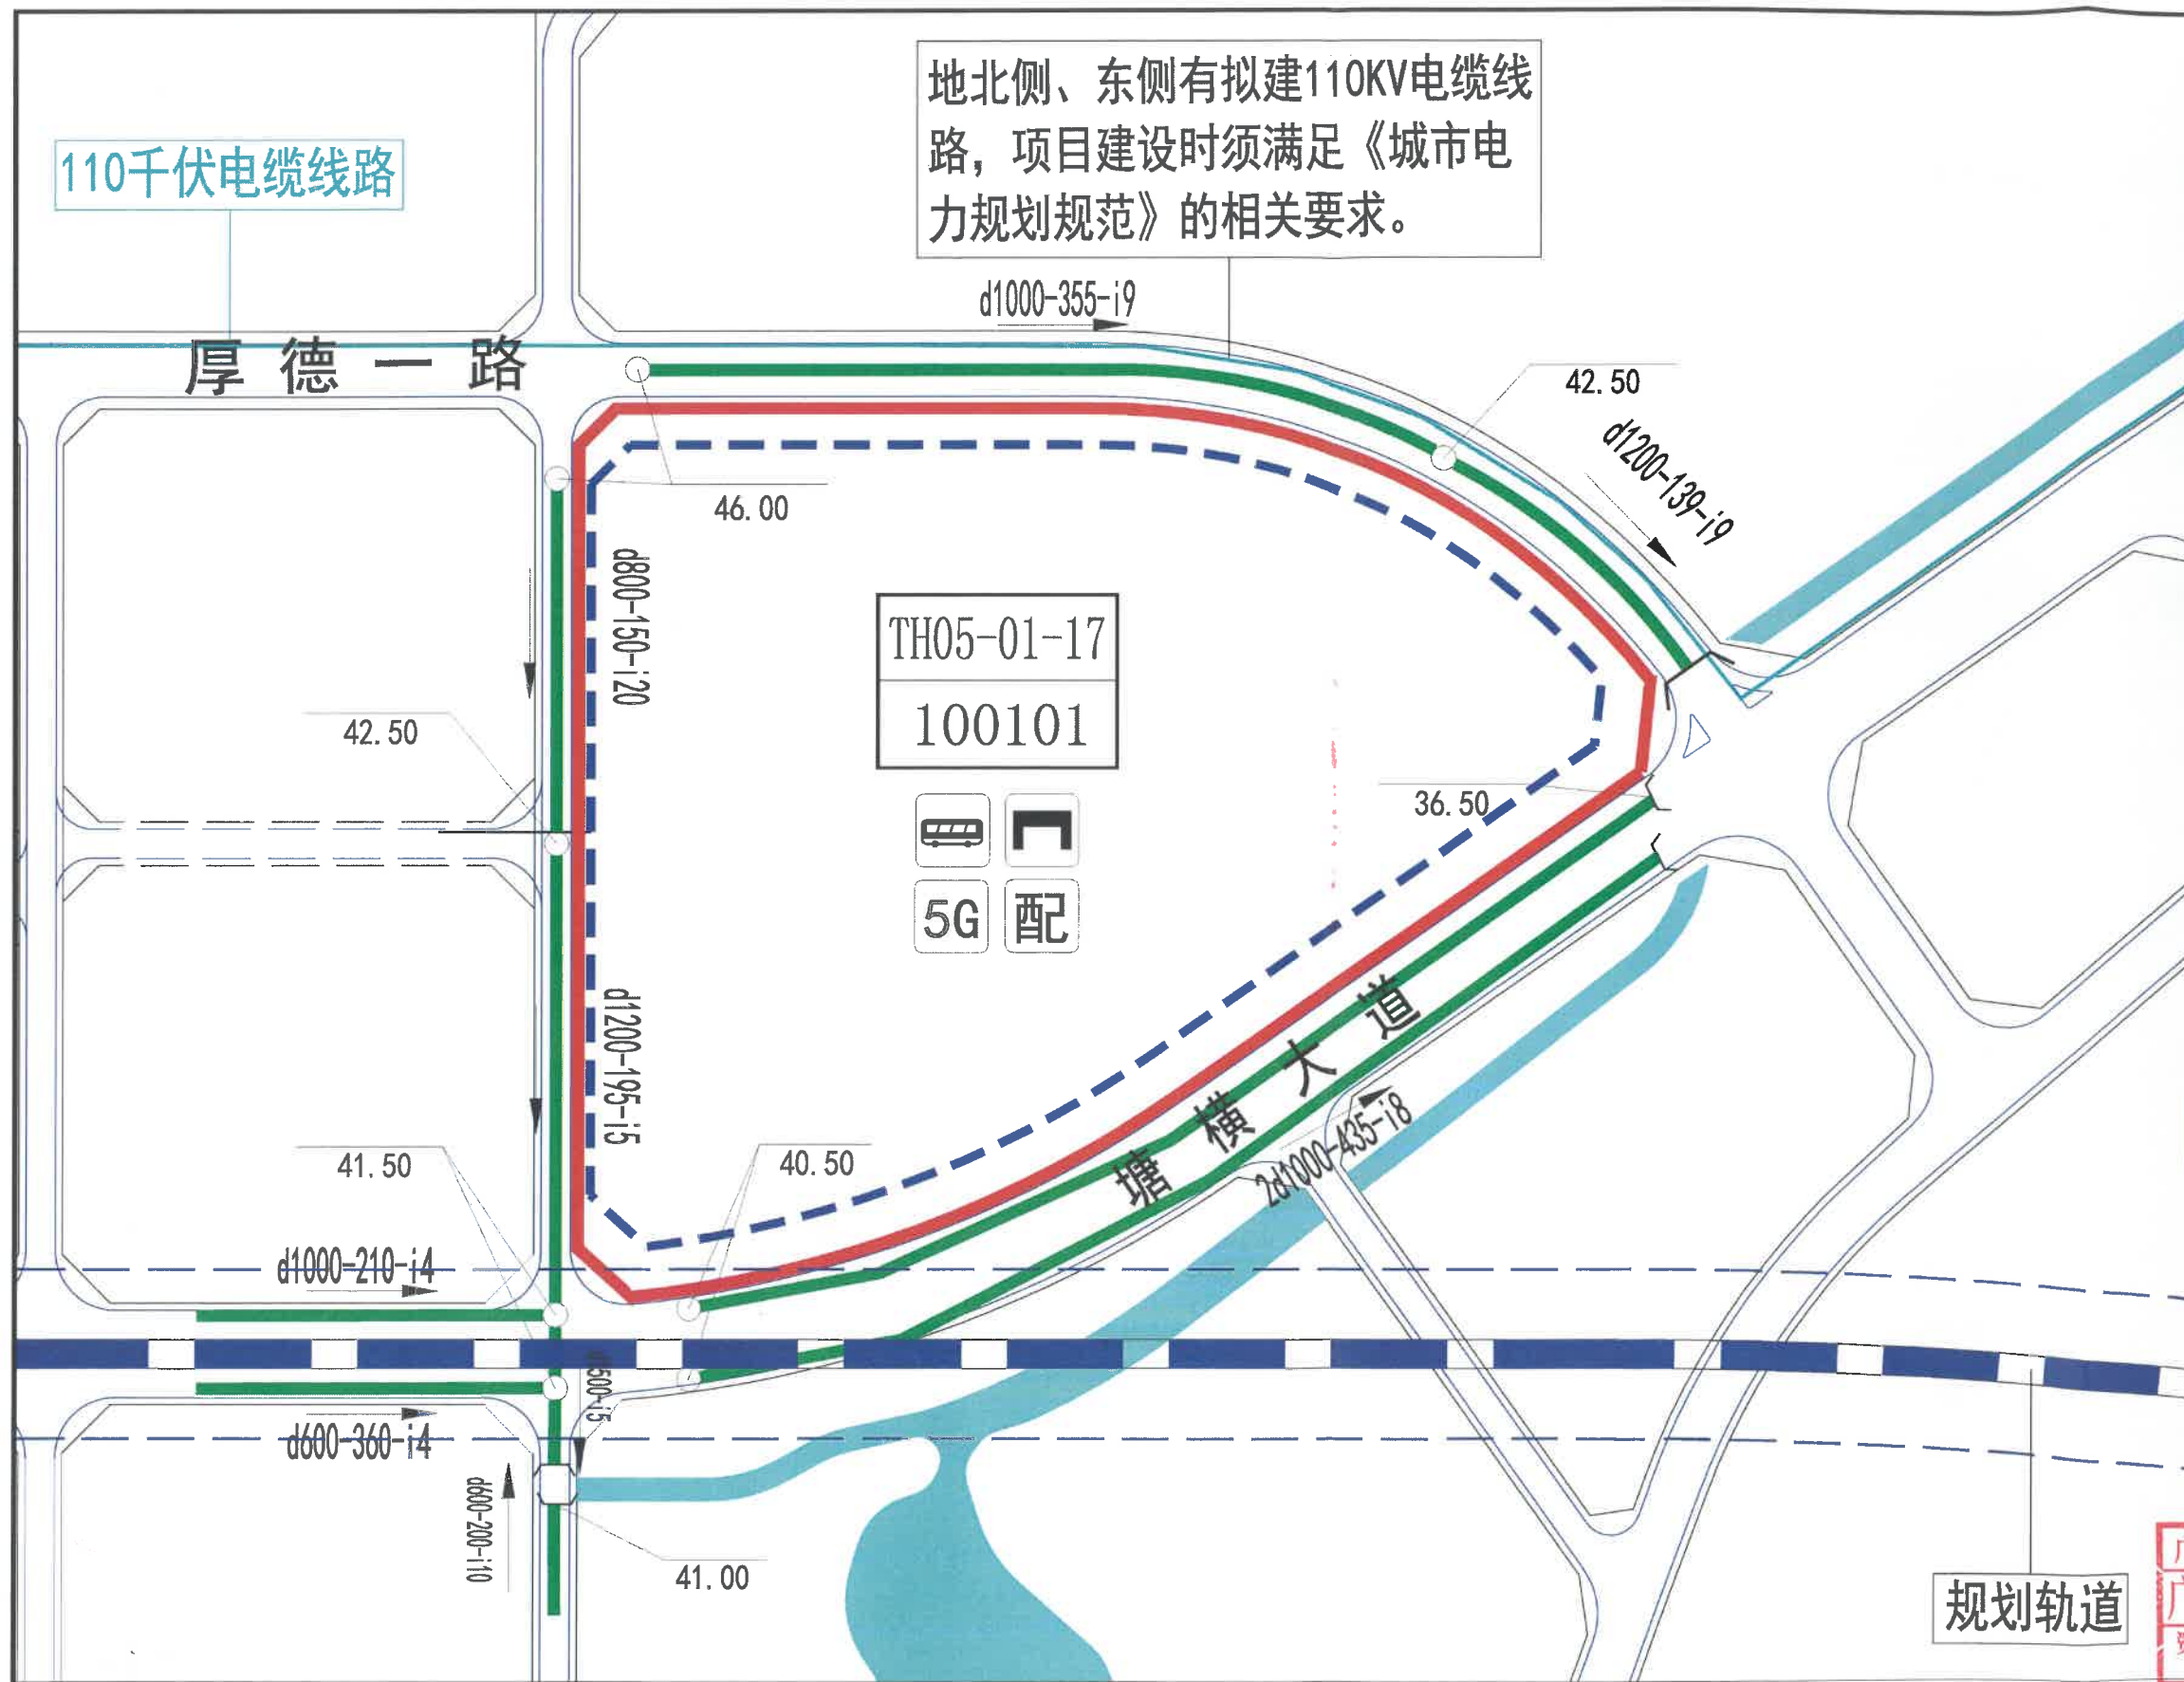 地北侧、东侧有拟建110KV电缆线
路，项目建设时须满足《城市电
力规划规范》的相关要求。
110千伏电缆线路
d1000-355-i9
厚德一路
42.50
d1200-139-i9
46.00
d800-150-i20
TH05-01-17
100101
42.50
36.50
5G
配
d1200-195-i5
塘横大道
41.50
40.50
2d1000-435-i8
d1000-210-i4
d600-360-i4
d600-200-i10
41.00
规划轨道